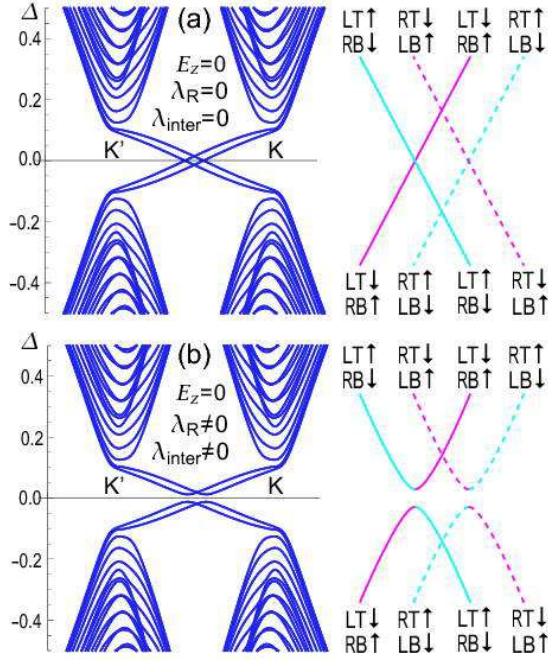 Δ
0.4
0.2
0.0
-0.2
-0.4
(a)
E_z=0
λ_R=0
λ_inter=0
K' K
LT↑ RT↓ LT↓ RT↑
RB↓ LB↑ RB↑ LB↓
LT↓ RT↑ LT↑ RT↓
RB↑ LB↓ RB↓ LB↑
Δ
0.4
0.2
0.0
-0.2
-0.4
(b)
E_z=0
λ_R≠0
λ_inter≠0
K' K
LT↑ RT↓ LT↓ RT↑
RB↓ LB↑ RB↑ LB↓
LT↓ RT↑ LT↑ RT↓
RB↑ LB↓ RB↓ LB↑